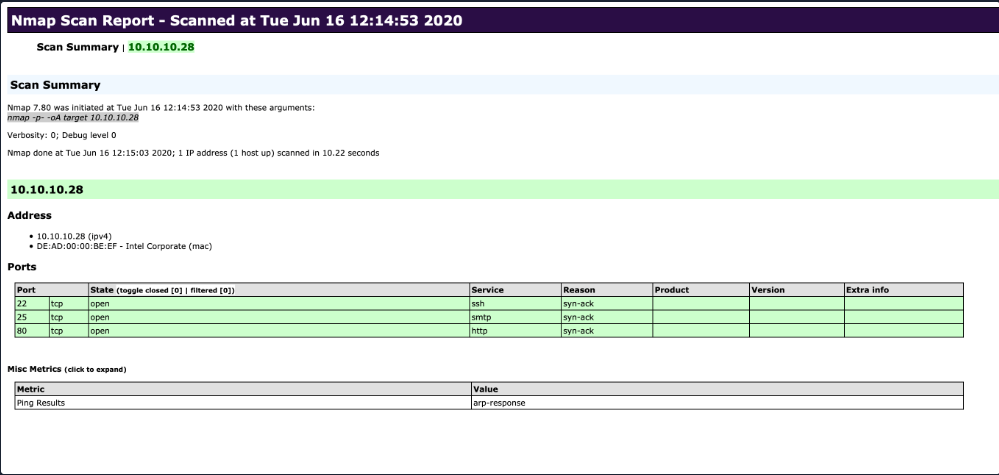 Nmap Scan Report - Scanned at Tue Jun 16 12:14:53 2020
Scan Summary | 10.10.10.28
Scan Summary
Nmap 7.80 was initiated at Tue Jun 16 12:14:53 2020 with these arguments:
nmap -p- -oA target 10.10.10.28
Verbosity: 0; Debug level 0
Nmap done at Tue Jun 16 12:15:03 2020; 1 IP address (1 host up) scanned in 10.22 seconds
10.10.10.28
Address
• 10.10.10.28 (ipv4)
• DE:AD:00:00:BE:EF - Intel Corporate (mac)
Ports
Port State (toggle closed [0] | filtered [0]) Service Reason Product Version Extra info
22 tcp open ssh syn-ack
25 tcp open smtp syn-ack
80 tcp open http syn-ack
Misc Metrics (click to expand)
Metric Value
Ping Results arp-response